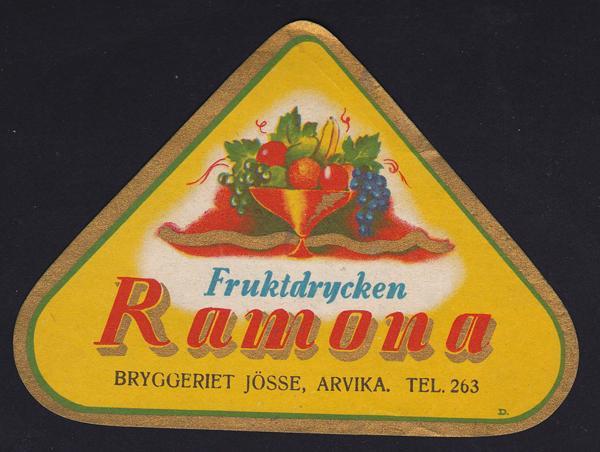 Fruktdrycken
Ramona
BRYGGERIET JÖSSE, ARVIKA. TEL. 263
D.